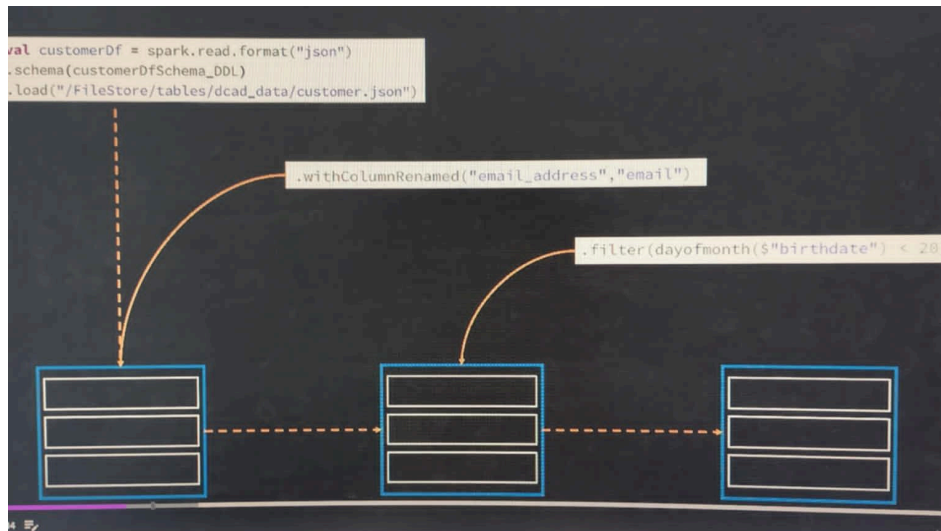 val customerDf = spark.read.format("json")
.schema(customerDfSchema_DDL)
.load("/FileStore/tables/dcad_data/customer.json")
.withColumnRenamed("email_address","email")
.filter(dayofmonth($"birthdate") < 28